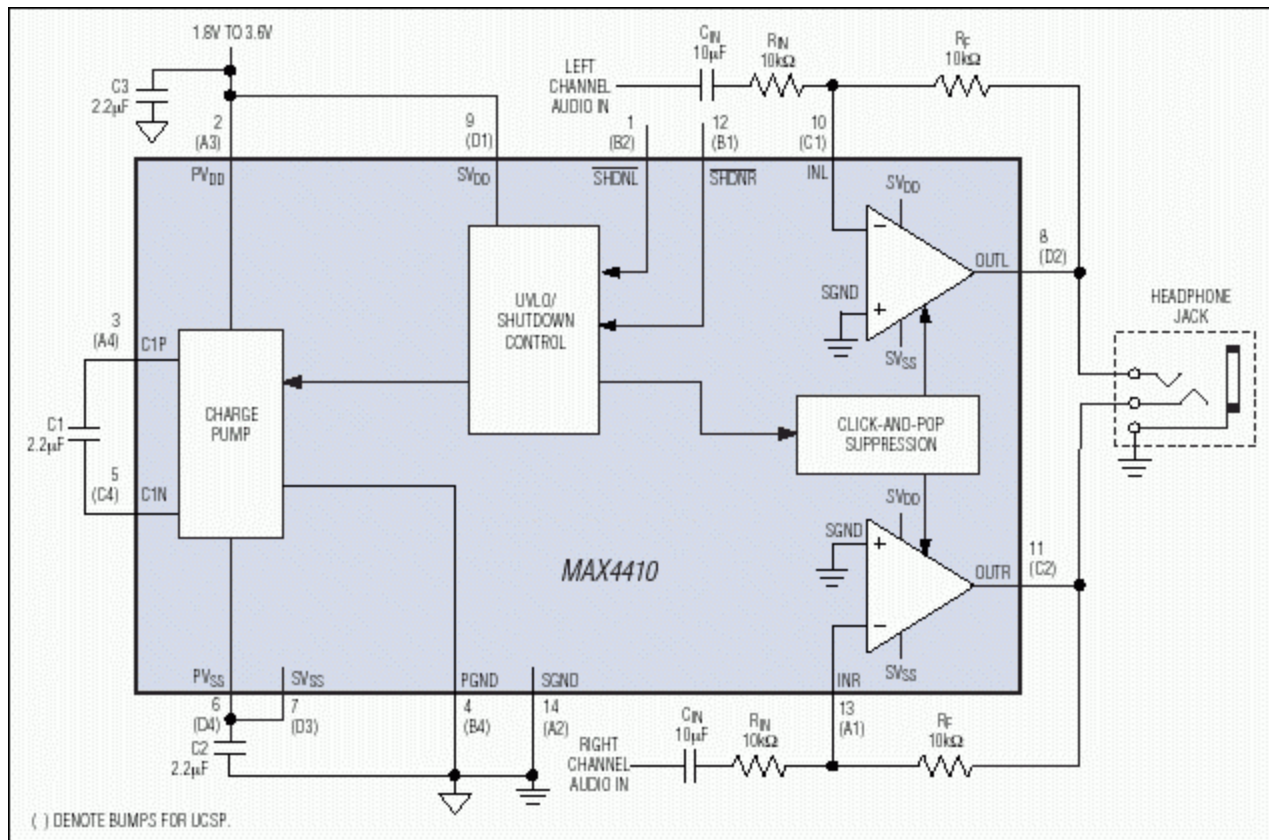 1.8V TO 3.6V
C3
2.2µF
2
(A3)
9
(D1)
LEFT
CHANNEL
AUDIO IN
CIN
10µF
RIN
10kΩ
RF
10kΩ
1
(B2)
12
(B1)
10
(C1)
PVDD
SVDD
SHDNL
SHDNR
INL
SVDD
−
SGND
+
SVSS
OUTL
8
(D2)
HEADPHONE
JACK
UVLO/
SHUTDOWN
CONTROL
3
(A4)
C1P
C1
2.2µF
CHARGE
PUMP
5
(C4)
C1N
CLICK-AND-POP
SUPPRESSION
SVDD
SGND
+
−
SVSS
OUTR
11
(C2)
MAX4410
PVSS
SVSS
PGND
SGND
INR
6
(D4)
7
(D3)
4
(B4)
14
(A2)
13
(A1)
C2
2.2µF
RIGHT
CHANNEL
AUDIO IN
CIN
10µF
RIN
10kΩ
RF
10kΩ
( ) DENOTE BUMPS FOR UCSP.